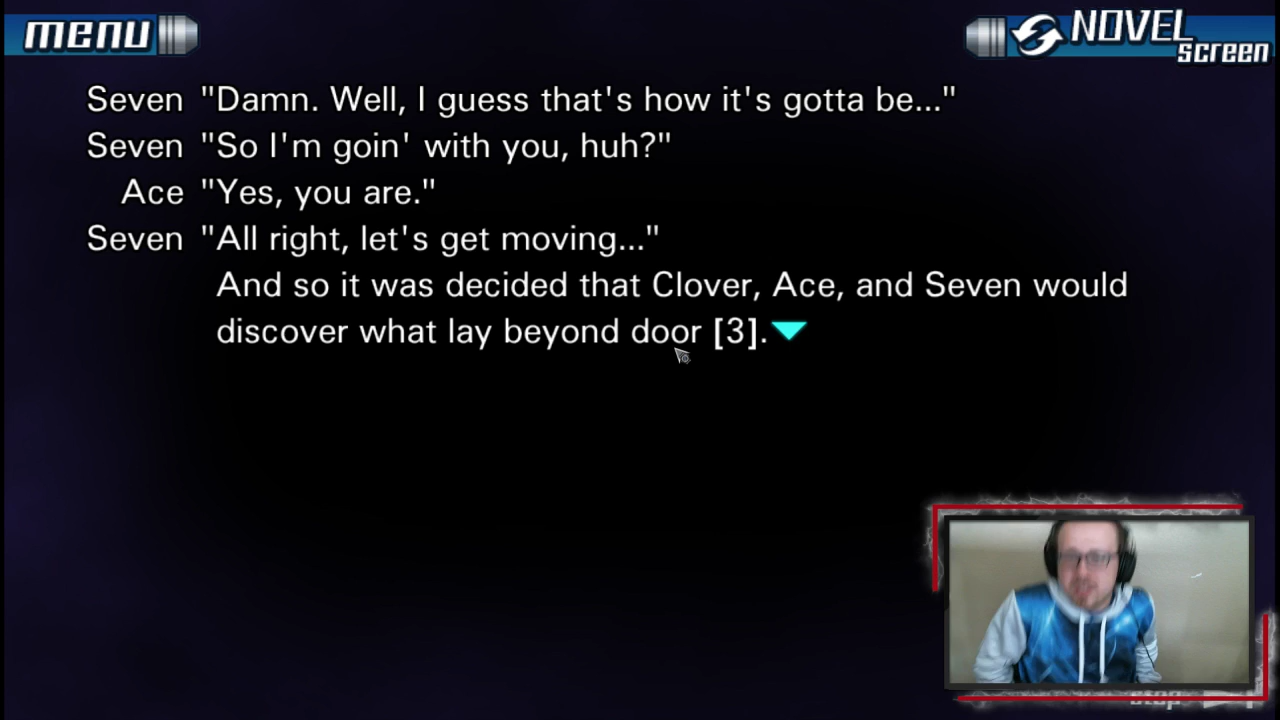 menu
NOVEL
screen
Seven "Damn. Well, I guess that's how it's gotta be..."
Seven "So I'm goin' with you, huh?"
Ace "Yes, you are."
Seven "All right, let's get moving..."
And so it was decided that Clover, Ace, and Seven would
discover what lay beyond door [3].